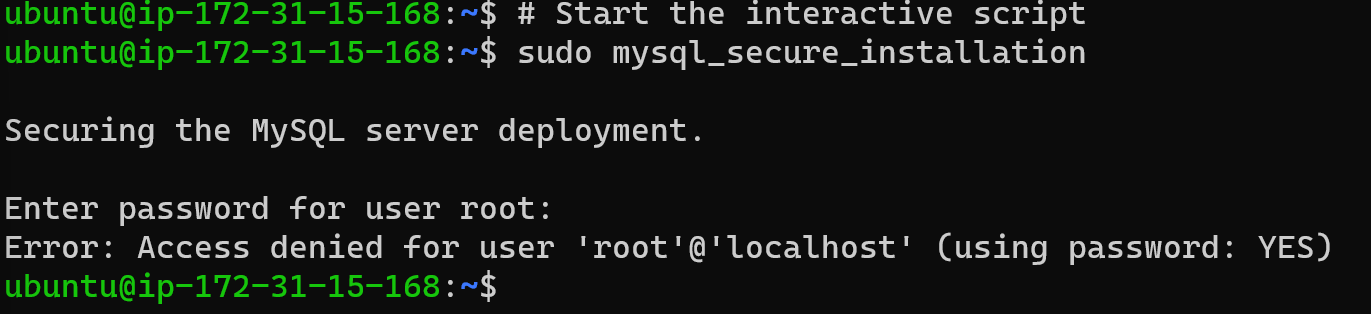 ubuntu@ip-172-31-15-168:~$ # Start the interactive script
ubuntu@ip-172-31-15-168:~$ sudo mysql_secure_installation
Securing the MySQL server deployment.
Enter password for user root:
Error: Access denied for user 'root'@'localhost' (using password: YES)
ubuntu@ip-172-31-15-168:~$